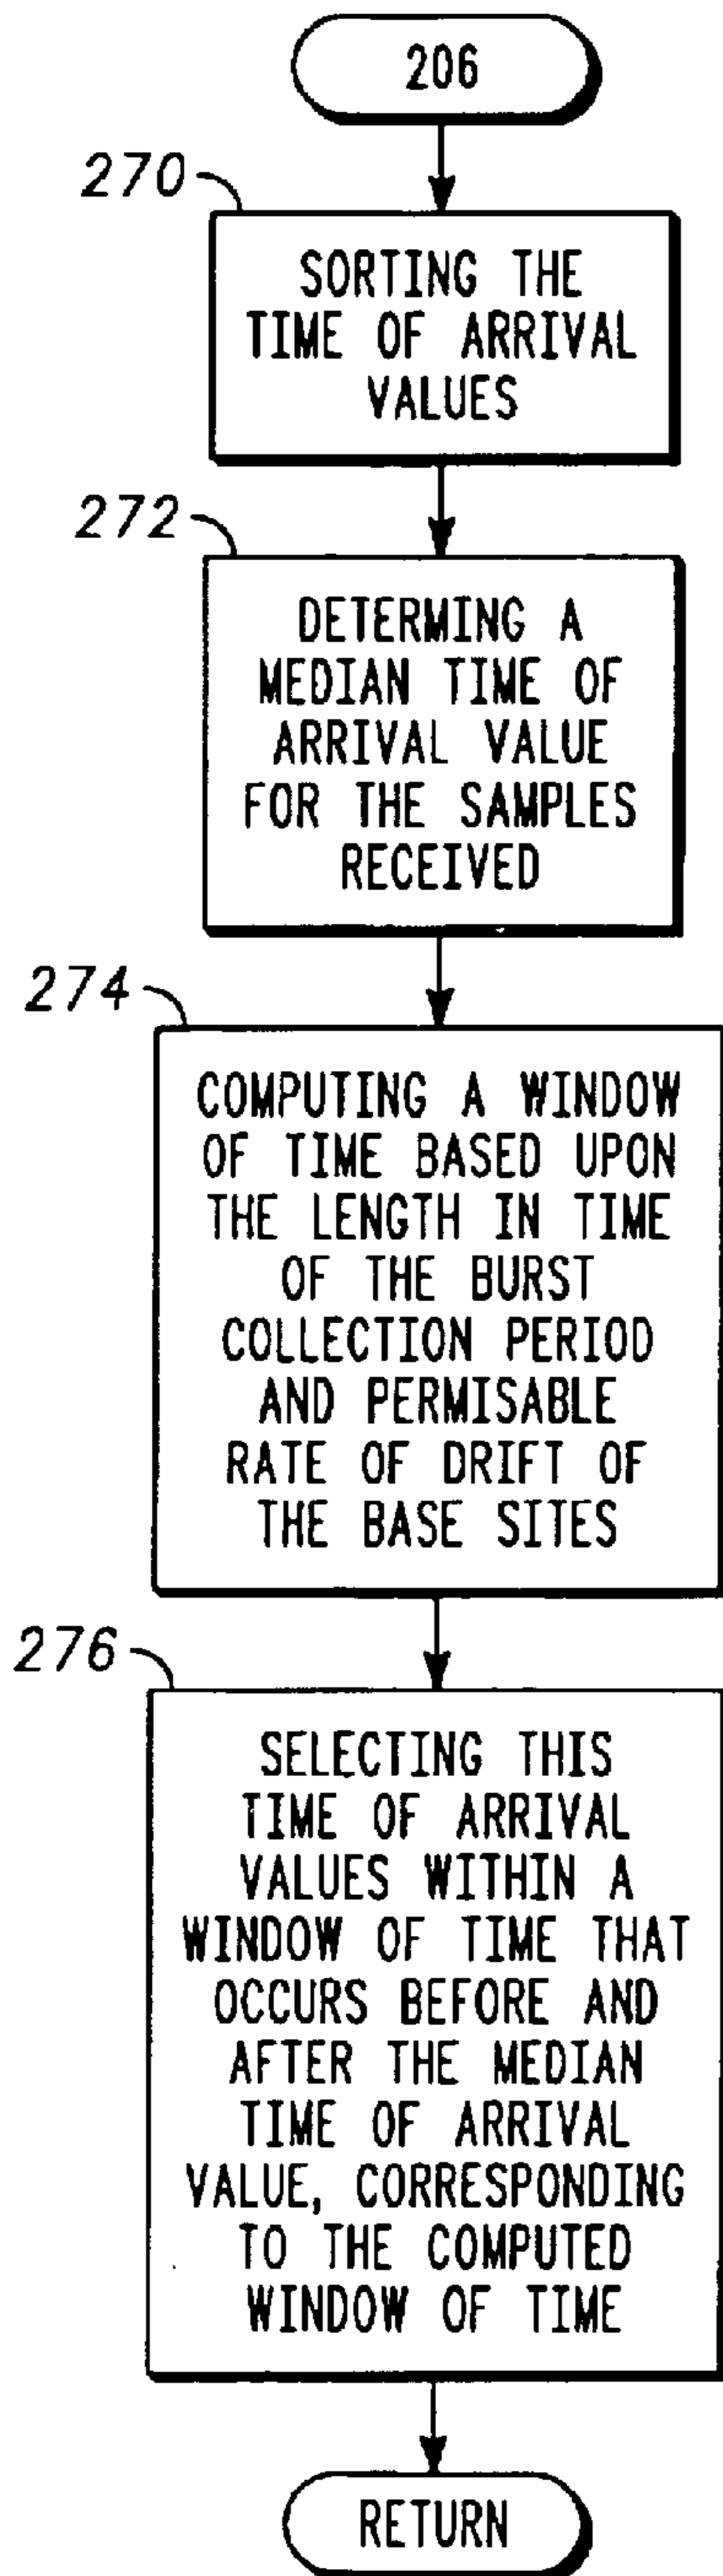 206
270
SORTING THE
TIME OF ARRIVAL
VALUES
272
DETERMING A
MEDIAN TIME OF
ARRIVAL VALUE
FOR THE SAMPLES
RECEIVED
274
COMPUTING A WINDOW
OF TIME BASED UPON
THE LENGTH IN TIME
OF THE BURST
COLLECTION PERIOD
AND PERMISABLE
RATE OF DRIFT OF
THE BASE SITES
276
SELECTING THIS
TIME OF ARRIVAL
VALUES WITHIN A
WINDOW OF TIME THAT
OCCURS BEFORE AND
AFTER THE MEDIAN
TIME OF ARRIVAL
VALUE, CORRESPONDING
TO THE COMPUTED
WINDOW OF TIME
RETURN